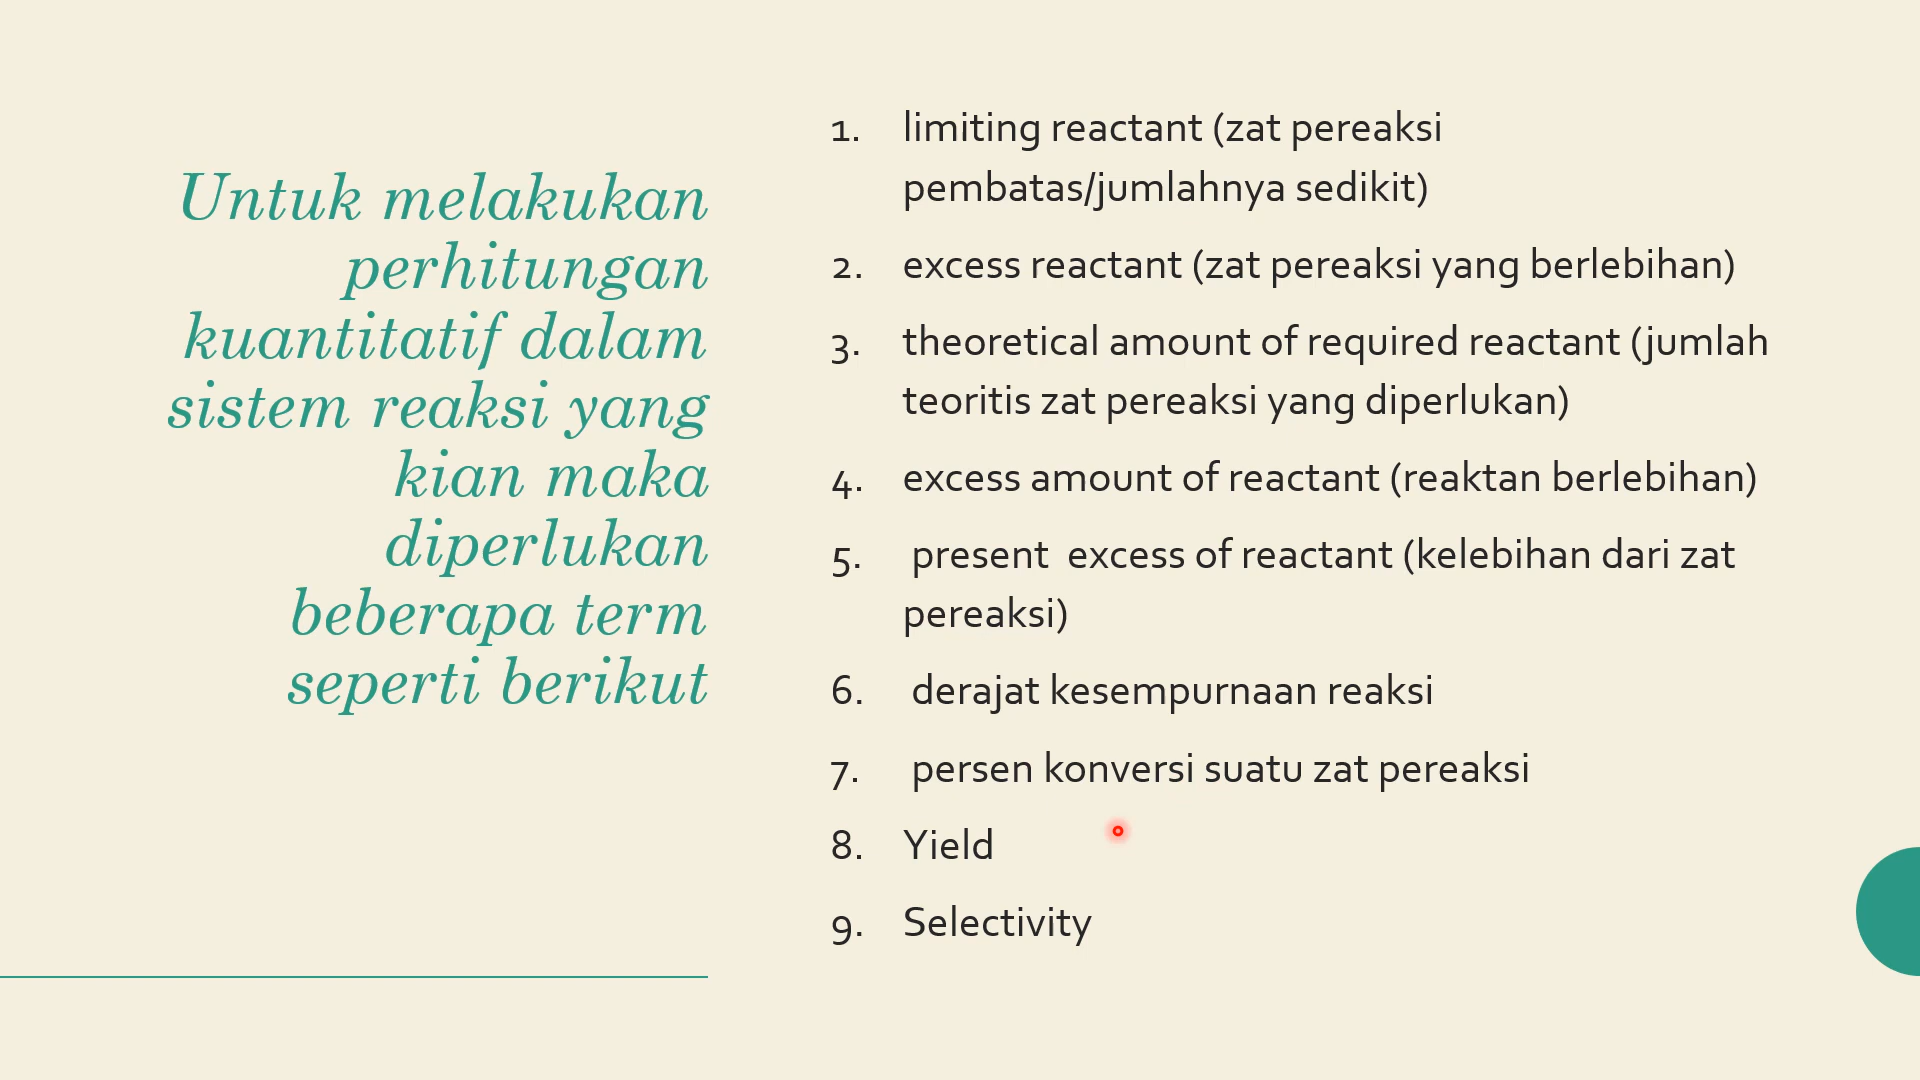 Untuk melakukan
perhitungan
kuantitatif dalam
sistem reaksi yang
kian maka
diperlukan
beberapa term
seperti berikut
1. limiting reactant (zat pereaksi
pembatas/jumlahnya sedikit)
2. excess reactant (zat pereaksi yang berlebihan)
3. theoretical amount of required reactant (jumlah
teoritis zat pereaksi yang diperlukan)
4. excess amount of reactant (reaktan berlebihan)
5. present excess of reactant (kelebihan dari zat
pereaksi)
6. derajat kesempurnaan reaksi
7. persen konversi suatu zat pereaksi
8. Yield
9. Selectivity